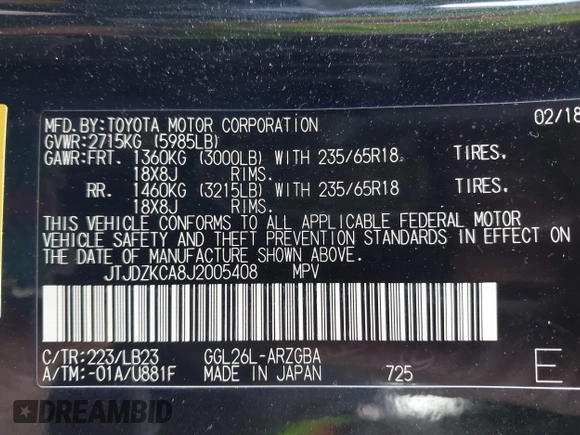 MFD.BY:TOYOTA MOTOR CORPORATION 02/18
GVWR:2715KG (5985LB)
GAWR:FRT. 1360KG (3000LB) WITH 235/65R18 TIRES.
18X8J RIMS.
RR. 1460KG (3215LB) WITH 235/65R18 TIRES.
18X8J RIMS.
THIS VEHICLE CONFORMS TO ALL APPLICABLE FEDERAL MOTOR
VEHICLE SAFETY AND THEFT PREVENTION STANDARDS IN EFFECT ON
THE DATE OF MANUFACTURE SHOWN ABOVE.
JTJDZKCA8J2005408 MPV
C/TR:223/LB23 GGL26L-ARZGBA
A/TM:-01A/U881F MADE IN JAPAN 725 E
DREAMBID